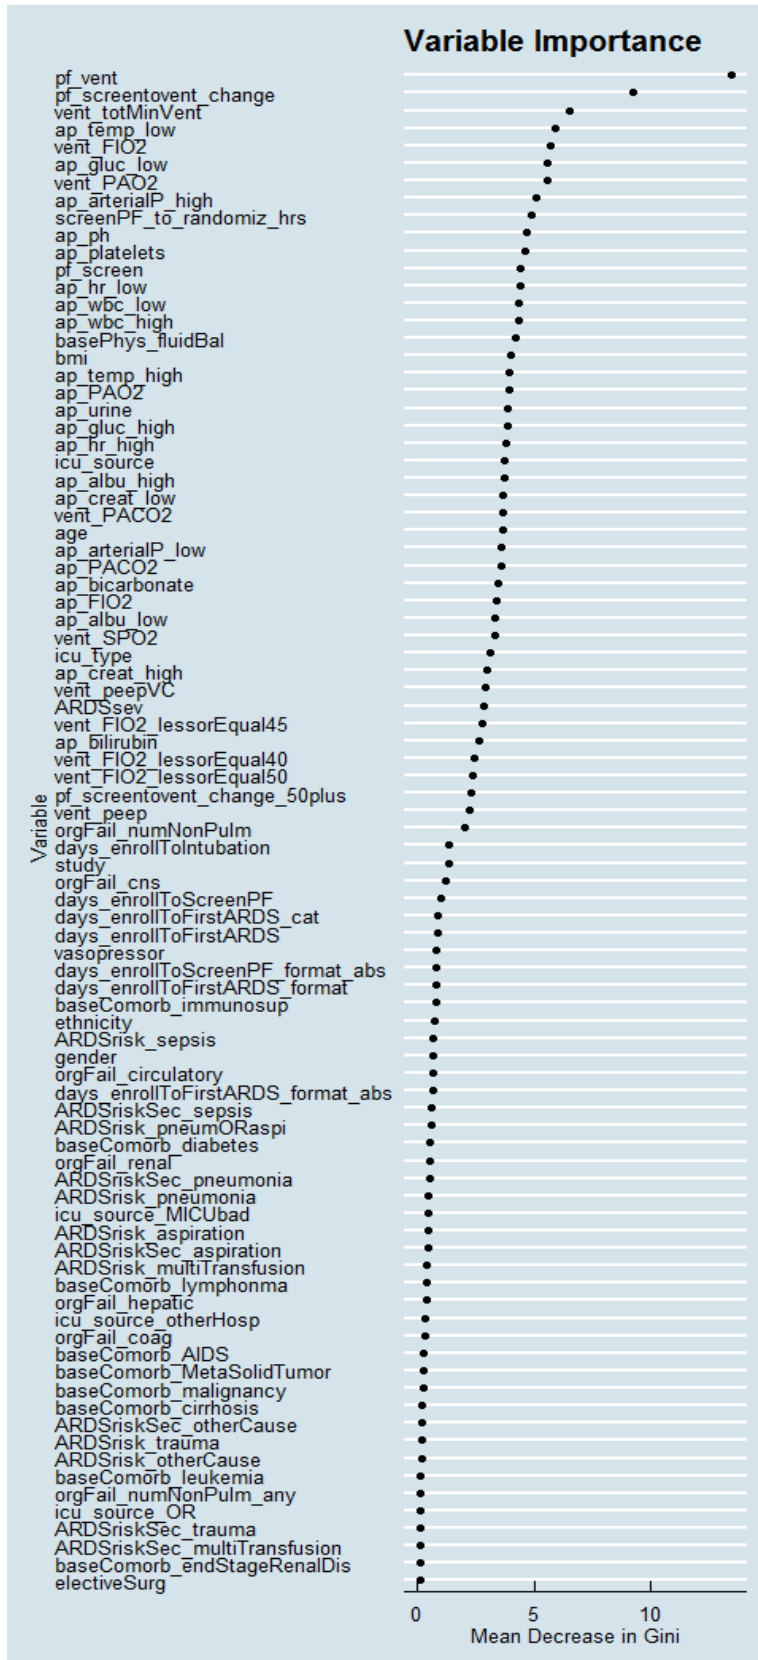 Variable Importance
pf_vent
pf_screentovent_change
vent_totMinVent
ap_temp_low
vent_FIO2
ap_gluc_low
vent_PAO2
ap_arterialP_high
screenPF_to_randomiz_hrs
ap_ph
ap_platelets
pf_screen
ap_hr_low
ap_wbc_low
ap_wbc_high
basePhys_fluidBal
bmi
ap_temp_high
ap_PAO2
ap_urine
ap_gluc_high
ap_hr_high
icu_source
ap_albu_high
ap_creat_low
vent_PACO2
age
ap_arterialP_low
ap_PACO2
ap_bicarbonate
ap_FIO2
ap_albu_low
vent_SPO2
icu_type
ap_creat_high
vent_peepVC
ARDSsev
vent_FIO2_lessorEqual45
ap_bilirubin
vent_FIO2_lessorEqual40
vent_FIO2_lessorEqual50
pf_screentovent_change_50plus
vent_peep
orgFail_numNonPulm
days_enrollToIntubation
study
orgFail_cns
days_enrollToScreenPF
days_enrollToFirstARDS_cat
days_enrollToFirstARDS
vasopressor
days_enrollToScreenPF_format_abs
days_enrollToFirstARDS_format
baseComorb_immunosup
ethnicity
ARDSrisk_sepsis
gender
orgFail_circulatory
days_enrollToFirstARDS_format_abs
ARDSriskSec_sepsis
ARDSrisk_pneumORaspi
baseComorb_diabetes
orgFail_renal
ARDSriskSec_pneumonia
ARDSrisk_pneumonia
icu_source_MICUbad
ARDSrisk_aspiration
ARDSriskSec_aspiration
ARDSrisk_multiTransfusion
baseComorb_lymphonma
orgFail_hepatic
icu_source_otherHosp
orgFail_coag
baseComorb_AIDS
baseComorb_MetaSolidTumor
baseComorb_malignancy
baseComorb_cirrhosis
ARDSriskSec_otherCause
ARDSrisk_trauma
ARDSrisk_otherCause
baseComorb_leukemia
orgFail_numNonPulm_any
icu_source_OR
ARDSriskSec_trauma
ARDSriskSec_multiTransfusion
baseComorb_endStageRenalDis
electiveSurg
Variable
0 5 10
Mean Decrease in Gini